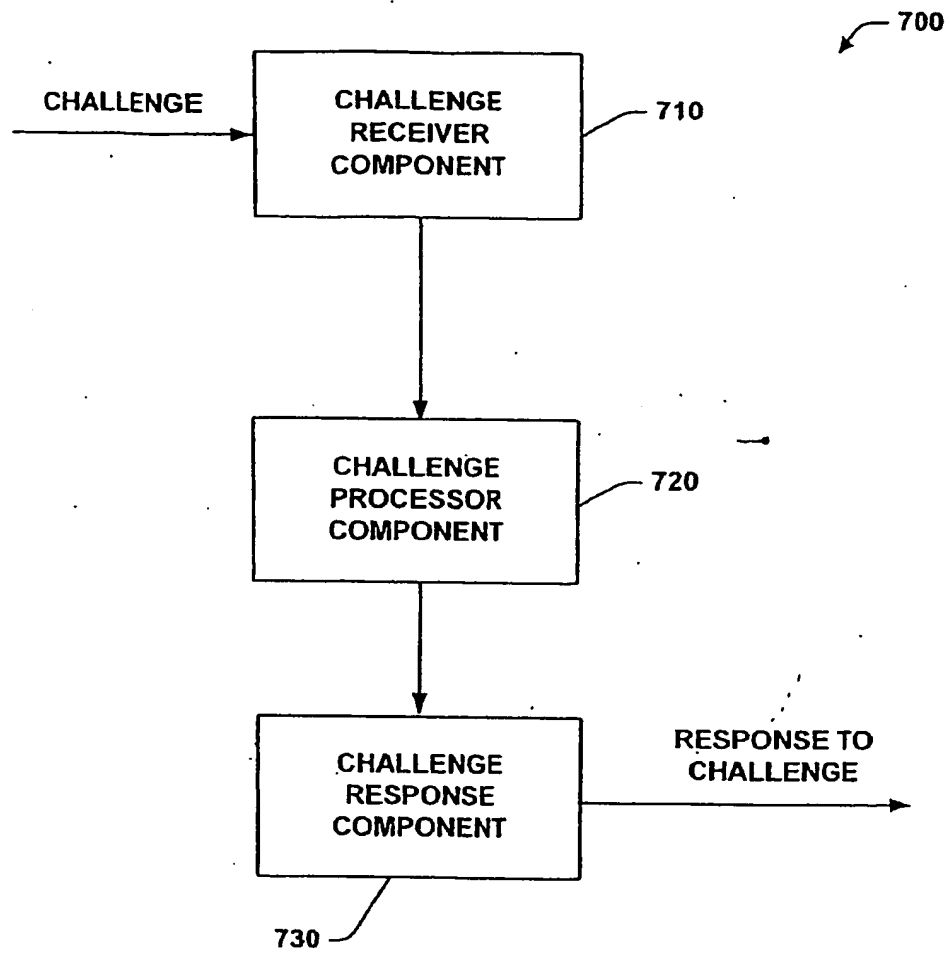 700
CHALLENGE
CHALLENGE
RECEIVER
COMPONENT
710
CHALLENGE
PROCESSOR
COMPONENT
720
CHALLENGE
RESPONSE
COMPONENT
RESPONSE TO
CHALLENGE
730